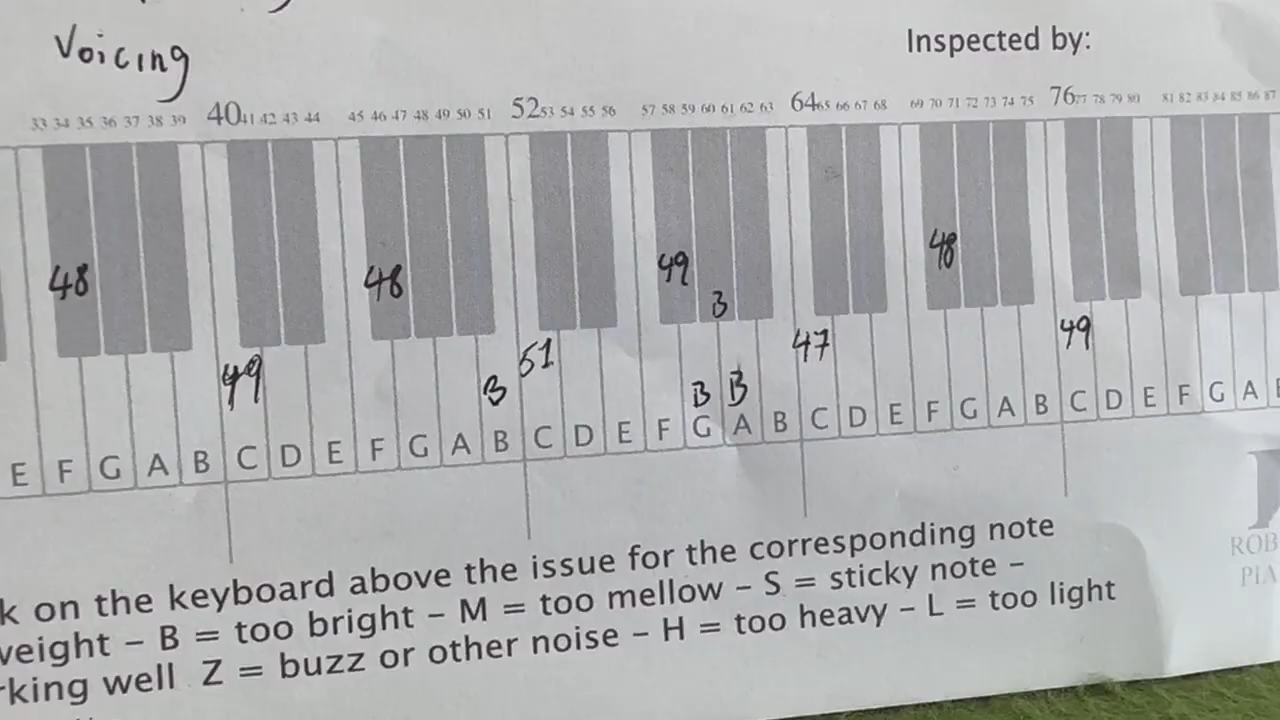 Voicing
Inspected by:
33 34 35 36 37 38 39 40 41 42 43 44 45 46 47 48 49 50 51 52 53 54 55 56 57 58 59 60 61 62 63 64 65 66 67 68 69 70 71 72 73 74 75 76 77 78 79 80 81 82 83 84 85 86 87
48 48 49 48
B
49 B 51 B B 47 49
E F G A B C D E F G A B C D E F G A B C D E F G A B C D E F G A
k on the keyboard above the issue for the corresponding note
weight – B = too bright – M = too mellow – S = sticky note –
rking well Z = buzz or other noise – H = too heavy – L = too light
ROB
PIA